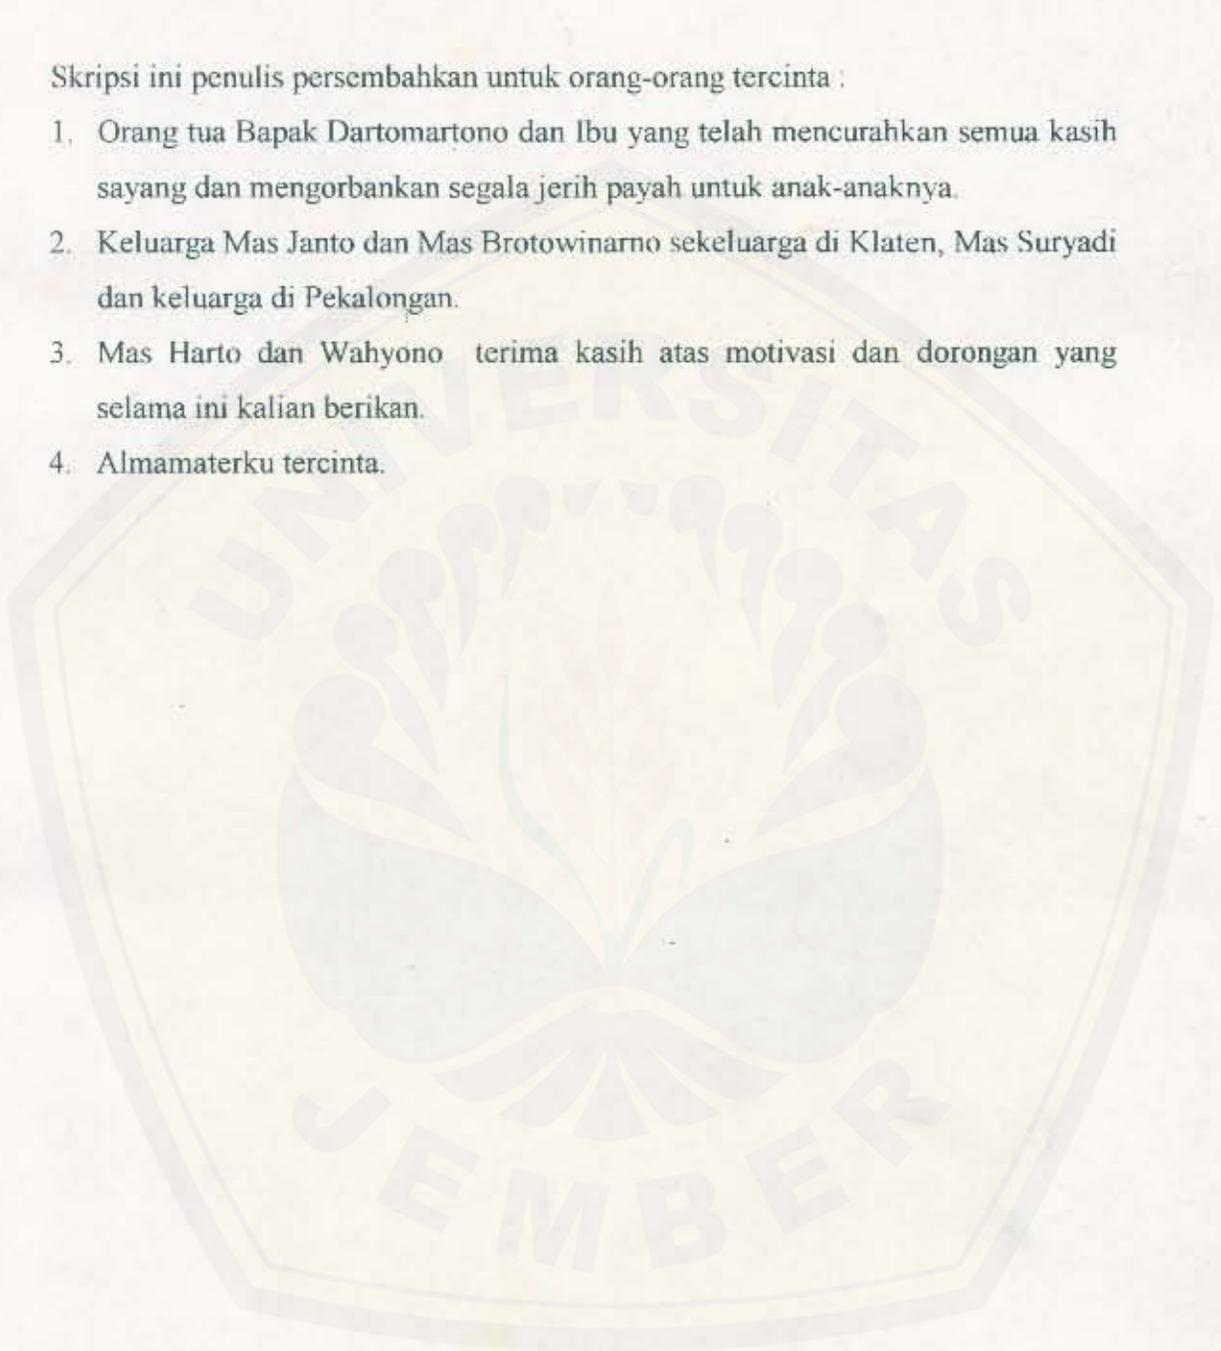 Skripsi ini penulis persembahkan untuk orang-orang tercinta :
1. Orang tua Bapak Dartomartono dan Ibu yang telah mencurahkan semua kasih
sayang dan mengorbankan segala jerih payah untuk anak-anaknya.
2. Keluarga Mas Janto dan Mas Brotowinarno sekeluarga di Klaten, Mas Suryadi
dan keluarga di Pekalongan.
3. Mas Harto dan Wahyono terima kasih atas motivasi dan dorongan yang
selama ini kalian berikan.
4. Almamaterku tercinta.
UNIVERSITAS
JEMBER